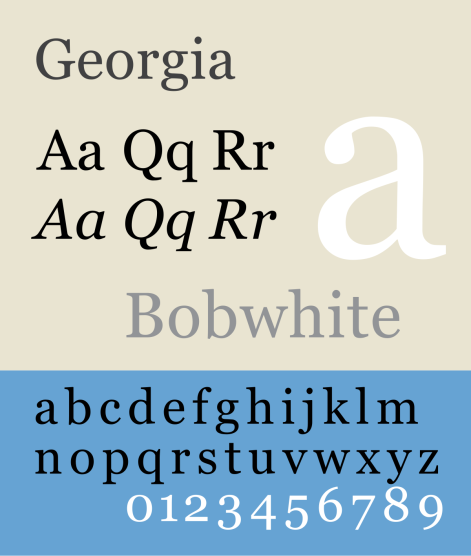 Georgia
Aa Qq Rr
Aa Qq Rr
a
Bobwhite
abcdefghijklm
nopqrstuvwxyz
0123456789